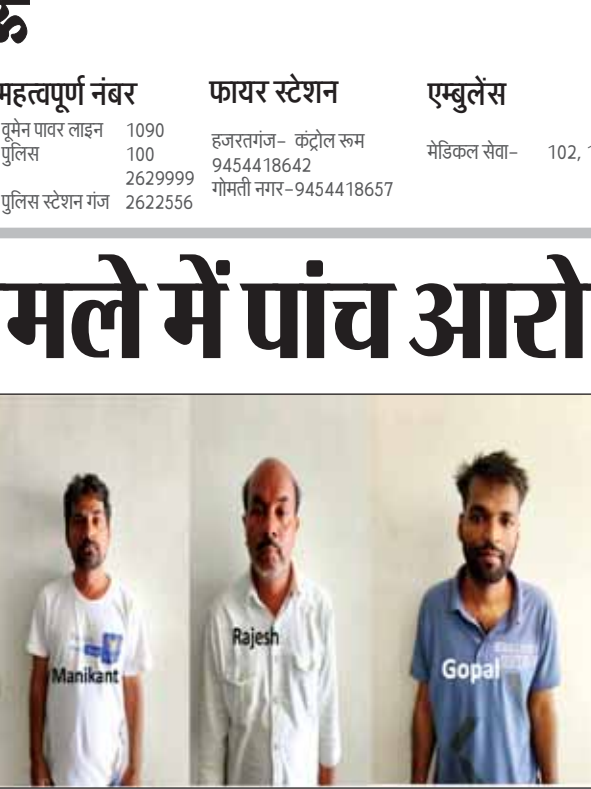 महत्वपूर्ण नंबर
वूमेन पावर लाइन 1090
पुलिस 100
2629999
पुलिस स्टेशन गंज 2622556
फायर स्टेशन
हजरतगंज- कंट्रोल रूम
9454418642
गोमती नगर-9454418657
एम्बुलेंस
मेडिकल सेवा- 102,
मले में पांच आरो
Manikant
Rajesh
Gopal